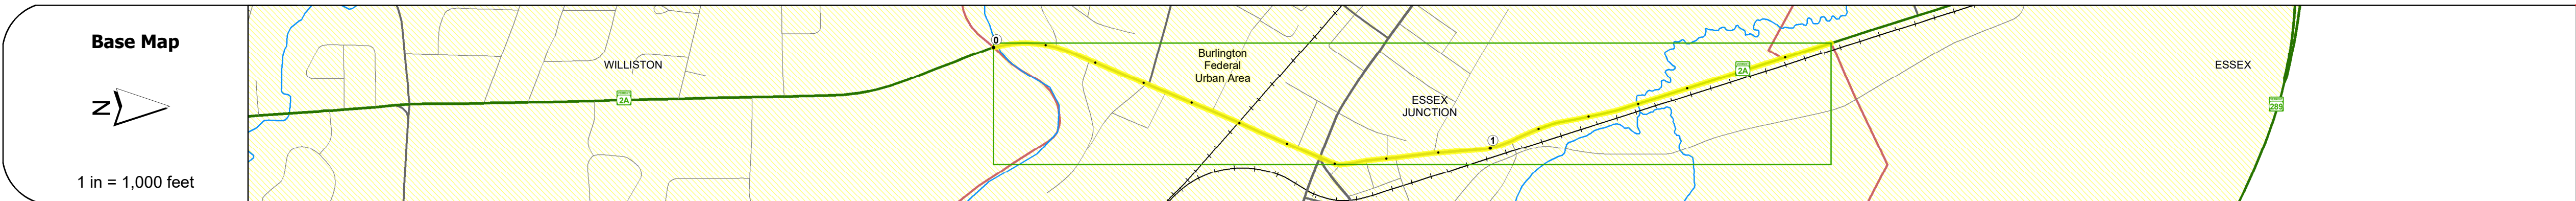 Base Map
N
1 in = 1,000 feet
WILLISTON
2A
0
Burlington
Federal
Urban Area
ESSEX
JUNCTION
1
2A
ESSEX
289